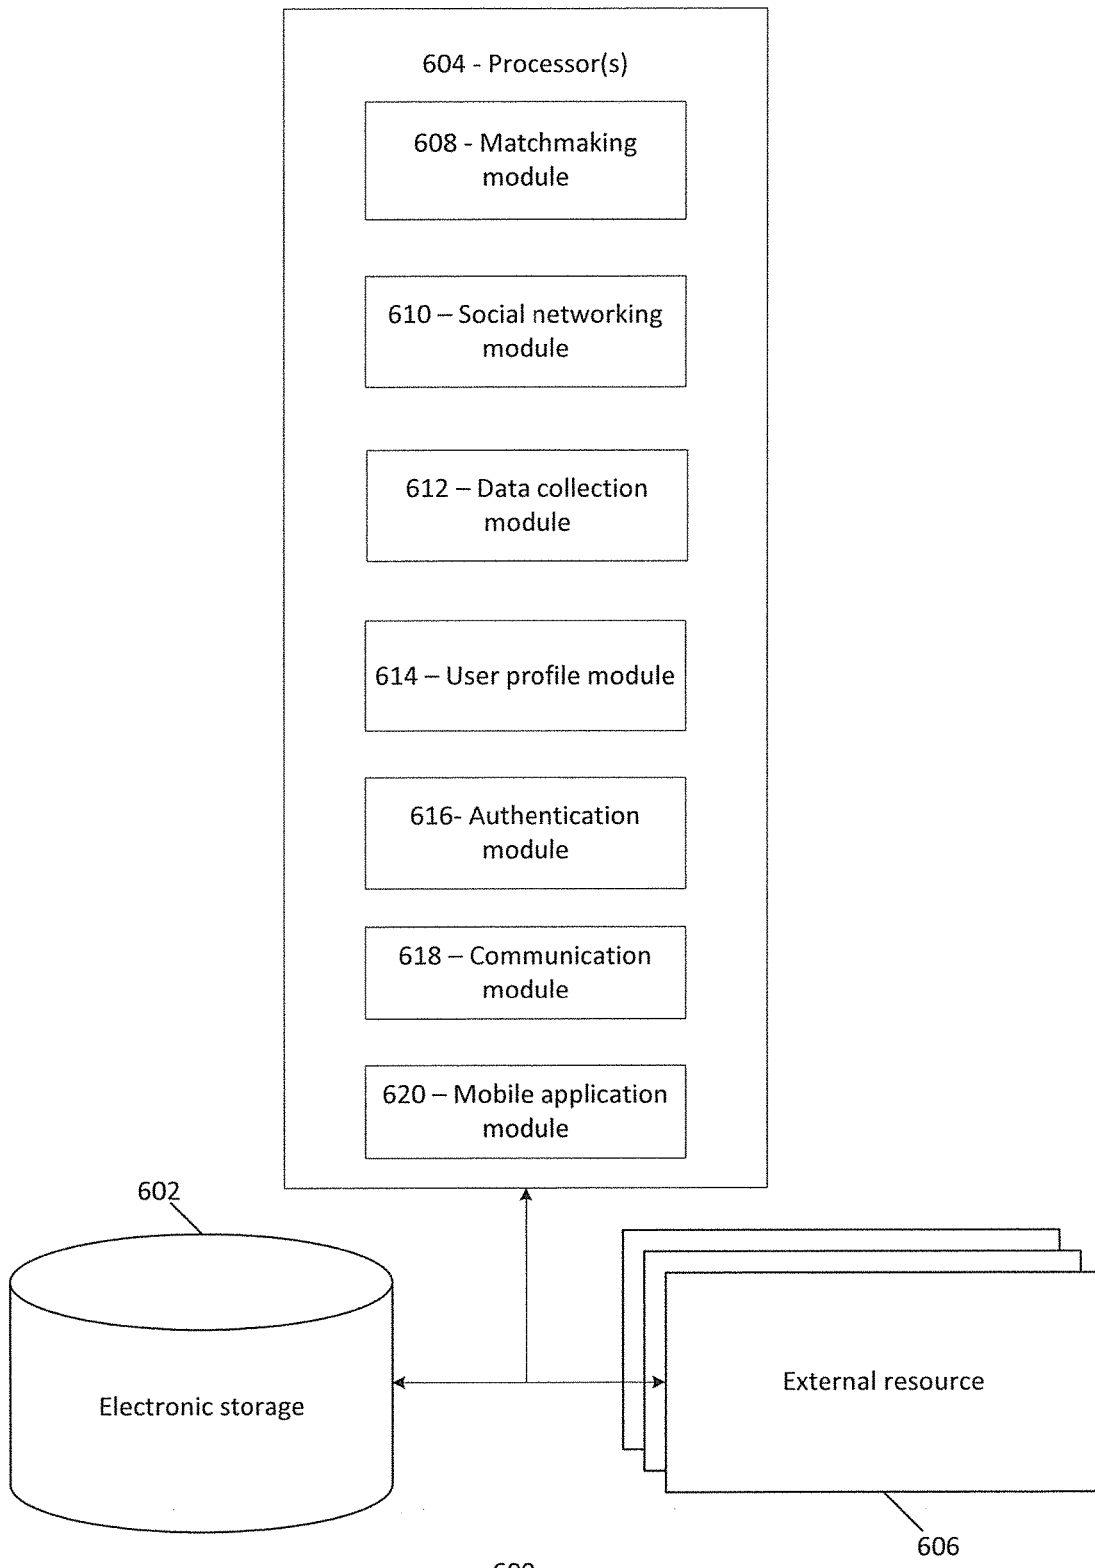 604 - Processor(s)
608 - Matchmaking
module
610 – Social networking
module
612 – Data collection
module
614 – User profile module
616- Authentication
module
618 – Communication
module
620 – Mobile application
module
602
Electronic storage
External resource
606